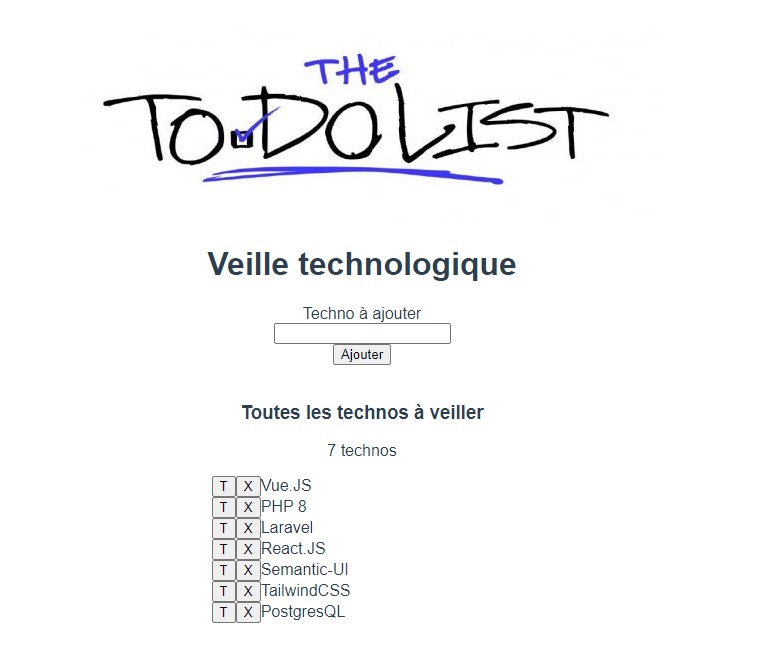 THE
TO-DO LIST
Veille technologique
Techno à ajouter
Ajouter
Toutes les technos à veiller
7 technos
T X Vue.JS
T X PHP 8
T X Laravel
T X React.JS
T X Semantic-UI
T X TailwindCSS
T X PostgresQL